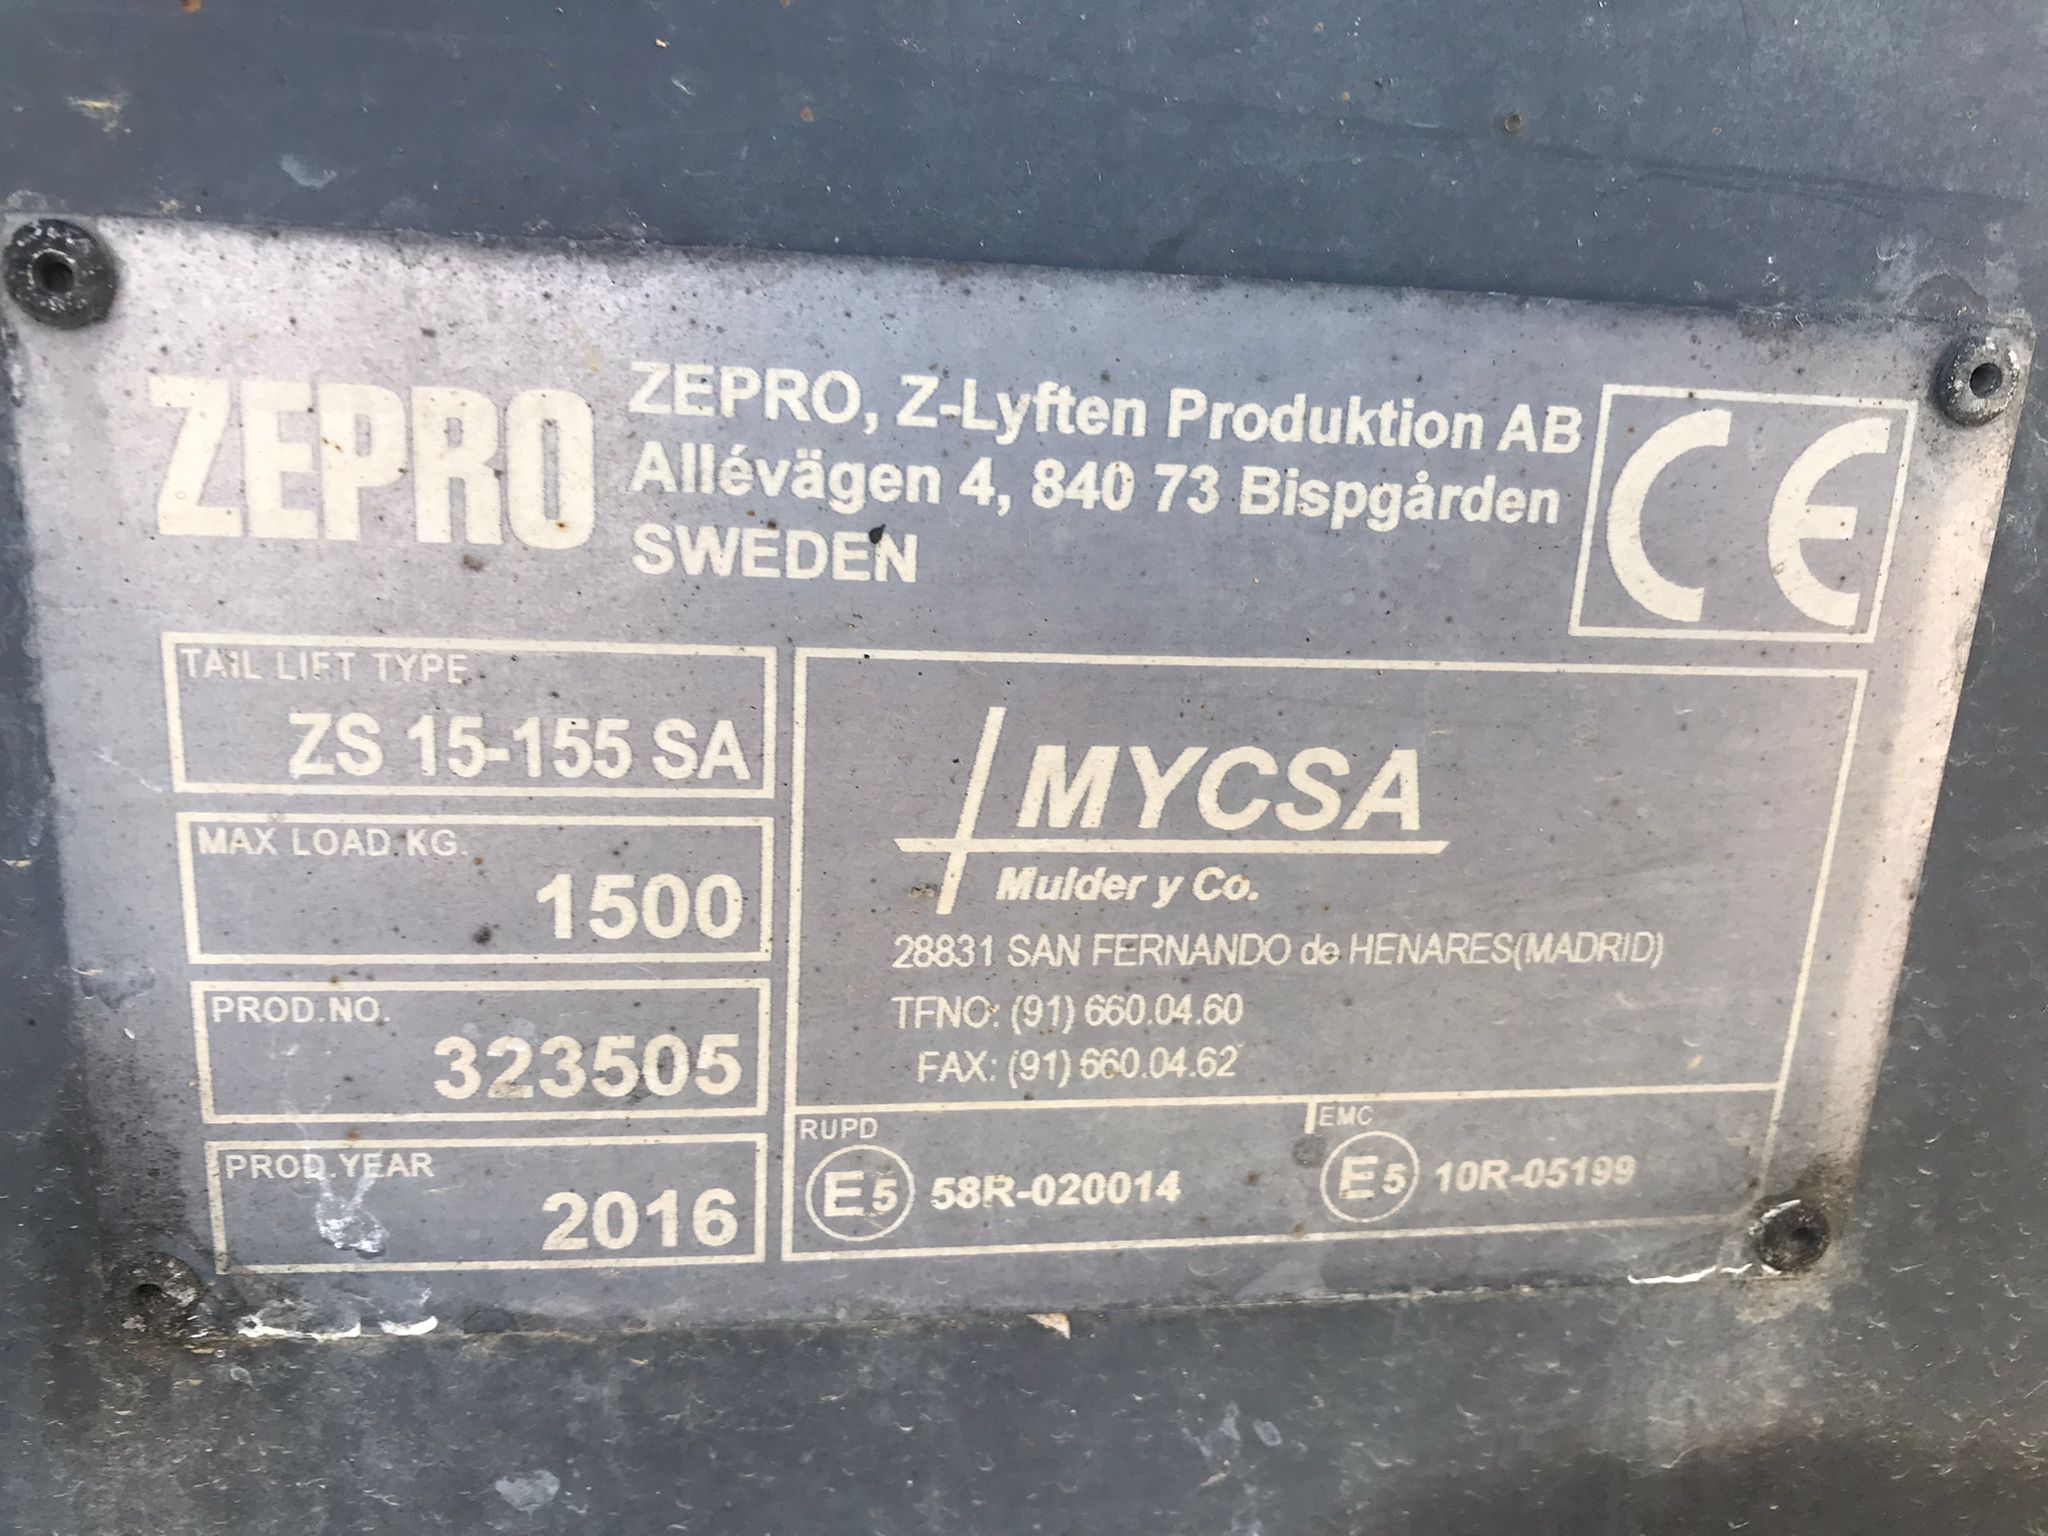 ZEPRO
ZEPRO, Z-Lyften Produktion AB
Allévägen 4, 840 73 Bispgården
SWEDEN
CE
TAIL LIFT TYPE
ZS 15-155 SA
MAX LOAD KG.
1500
PROD.NO.
323505
PROD.YEAR
2016
MYCSA
Mulder y Co.
28831 SAN FERNANDO de HENARES(MADRID)
TFNO: (91) 660.04.60
FAX: (91) 660.04.62
RUPD
E5 58R-020014
EMC
E5 10R-05199